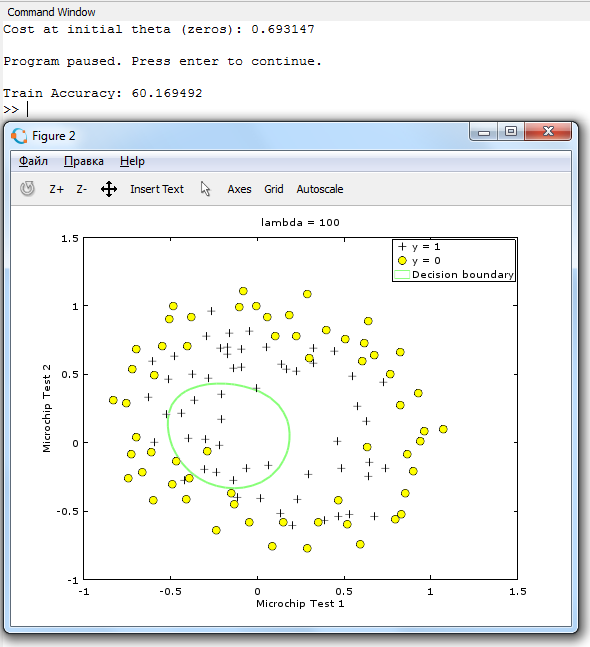 Command Window
Cost at initial theta (zeros): 0.693147
Program paused. Press enter to continue.
Train Accuracy: 60.169492
>>
Figure 2
Файл Правка Help
Z+ Z- Insert Text Axes Grid Autoscale
lambda = 100
y = 1
y = 0
Decision boundary
1.5
1
0.5
0
-0.5
-1
Microchip Test 2
-1 -0.5 0 0.5 1 1.5
Microchip Test 1